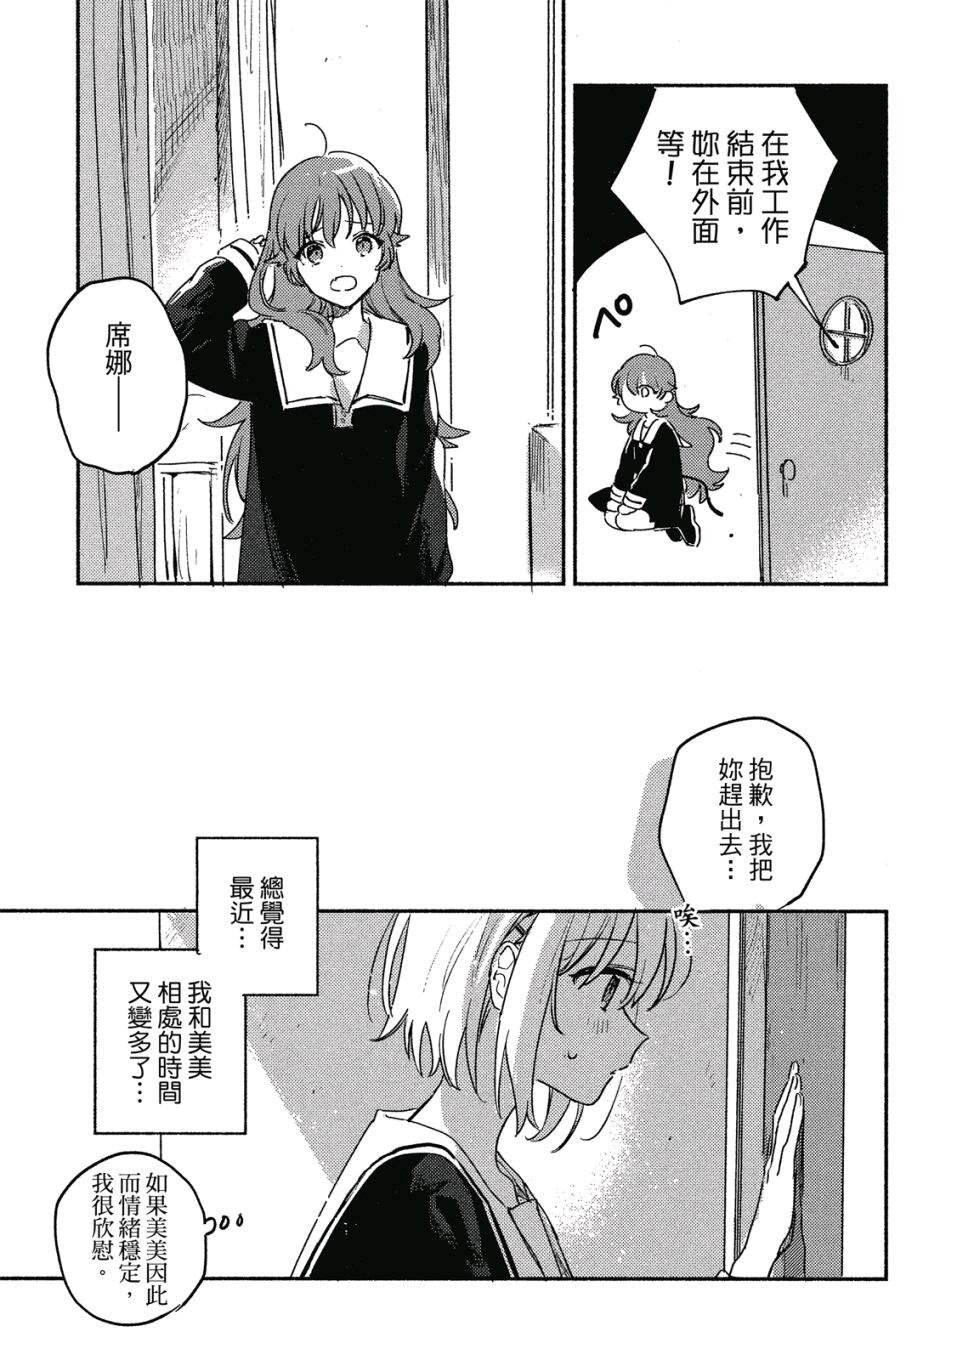 在我工作
結束前，
妳在外面
等！
席娜——
抱歉，我把
妳趕出去…
唉…
總覺得
最近…
我和美美
相處的時間
又變多了…
如果美美因此
而情緒穩定，
我很欣慰。